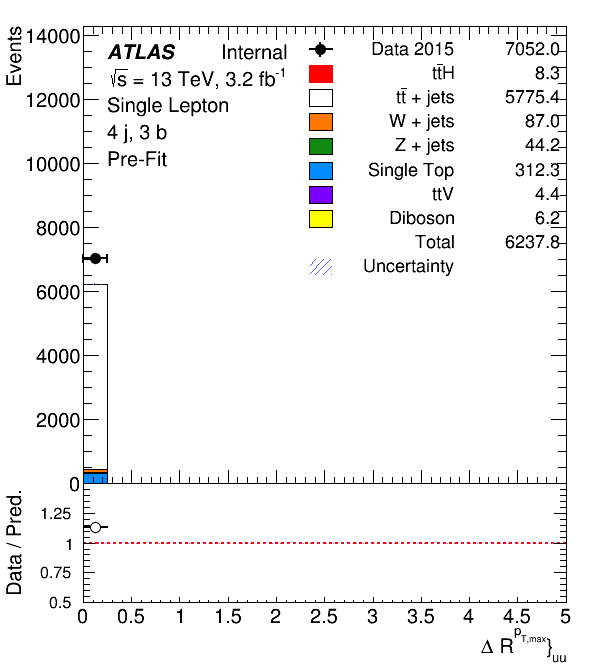 Events
14000
12000
10000
8000
6000
4000
2000
0
ATLAS Internal
√s = 13 TeV, 3.2 fb⁻¹
Single Lepton
4 j, 3 b
Pre-Fit
Data 2015 7052.0
tt̄H 8.3
tt̄ + jets 5775.4
W + jets 87.0
Z + jets 44.2
Single Top 312.3
ttV 4.4
Diboson 6.2
Total 6237.8
Uncertainty
Data / Pred.
1.25
1
0.75
0.5
0 0.5 1 1.5 2 2.5 3 3.5 4 4.5 5
Δ R^{p_{T,max}}}_{uu}